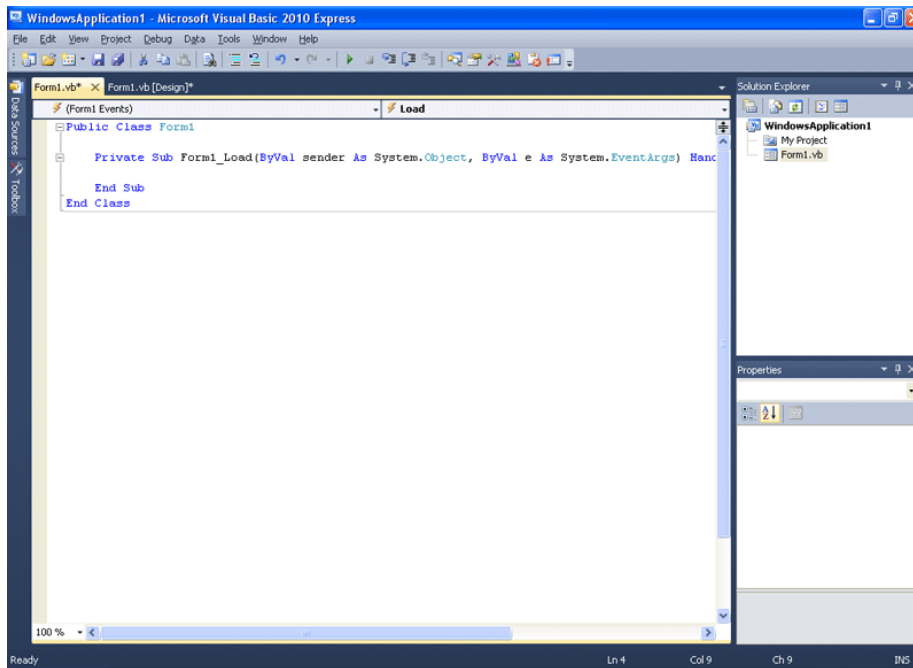 WindowsApplication1 - Microsoft Visual Basic 2010 Express
File Edit View Project Debug Data Tools Window Help
Form1.vb* Form1.vb [Design]*
(Form1 Events) Load
Public Class Form1
Private Sub Form1_Load(ByVal sender As System.Object, ByVal e As System.EventArgs) Hand
End Sub
End Class
100 %
Data Sources
Toolbox
Solution Explorer
WindowsApplication1
My Project
Form1.vb
Properties
Ready Ln 4 Col 9 Ch 9 INS